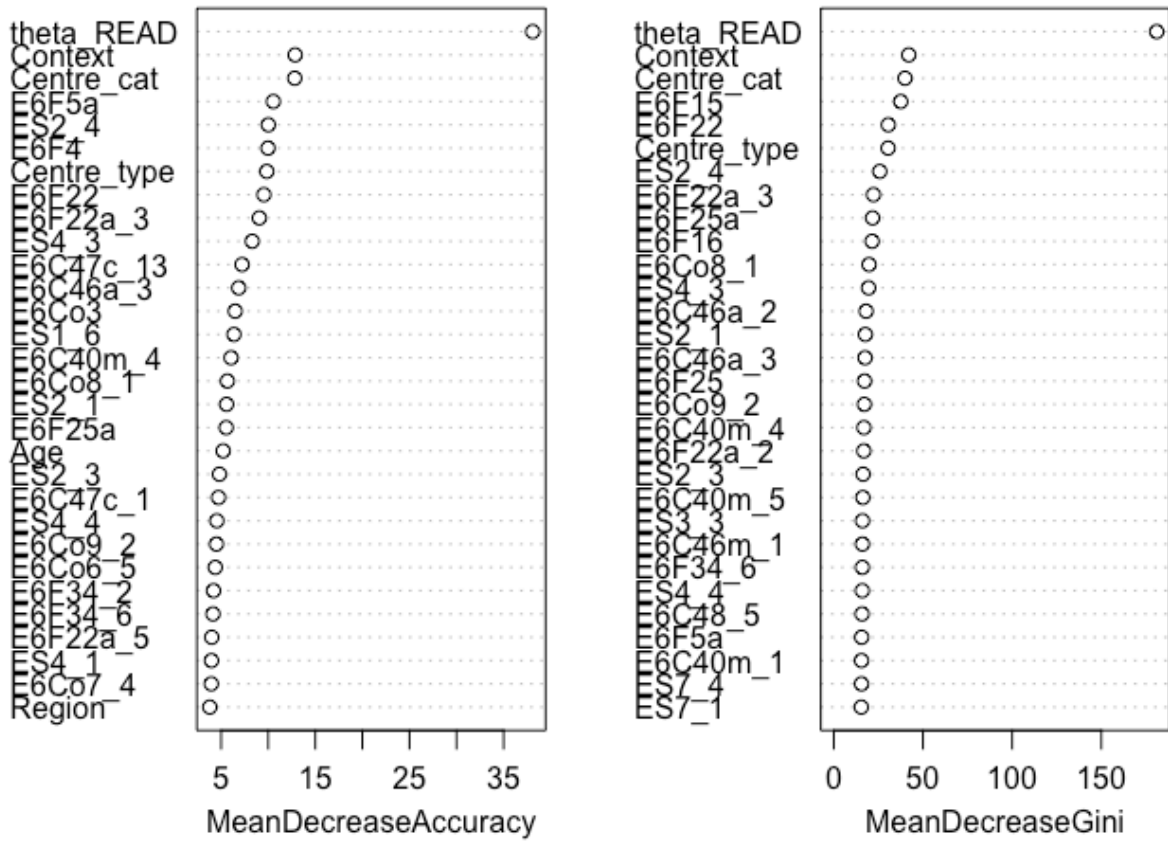 theta_READ
Context
Centre_cat
E6F5a
ES2_4
E6F4
Centre_type
E6F22
E6F22a_3
ES4_3
E6C47c_13
E6C46a_3
E6Co3
ES1_6
E6C40m_4
E6Co8_1
ES2_1
E6F25a
Age
ES2_3
E6C47c_1
ES4_4
E6Co9_2
E6Co6_5
E6F34_2
E6F34_6
E6F22a_5
ES4_1
E6Co7_4
Region
5 15 25 35
MeanDecreaseAccuracy
theta_READ
Context
Centre_cat
E6F15
E6F22
Centre_type
ES2_4
E6F22a_3
E6F25a
E6F16
E6Co8_1
ES4_3
E6C46a_2
ES2_1
E6C46a_3
E6F25
E6Co9_2
E6C40m_4
E6F22a_2
ES2_3
E6C40m_5
ES3_3
E6C46m_1
E6F34_6
ES4_4
E6C48_5
E6F5a
E6C40m_1
ES7_4
ES7_1
0 50 100 150
MeanDecreaseGini